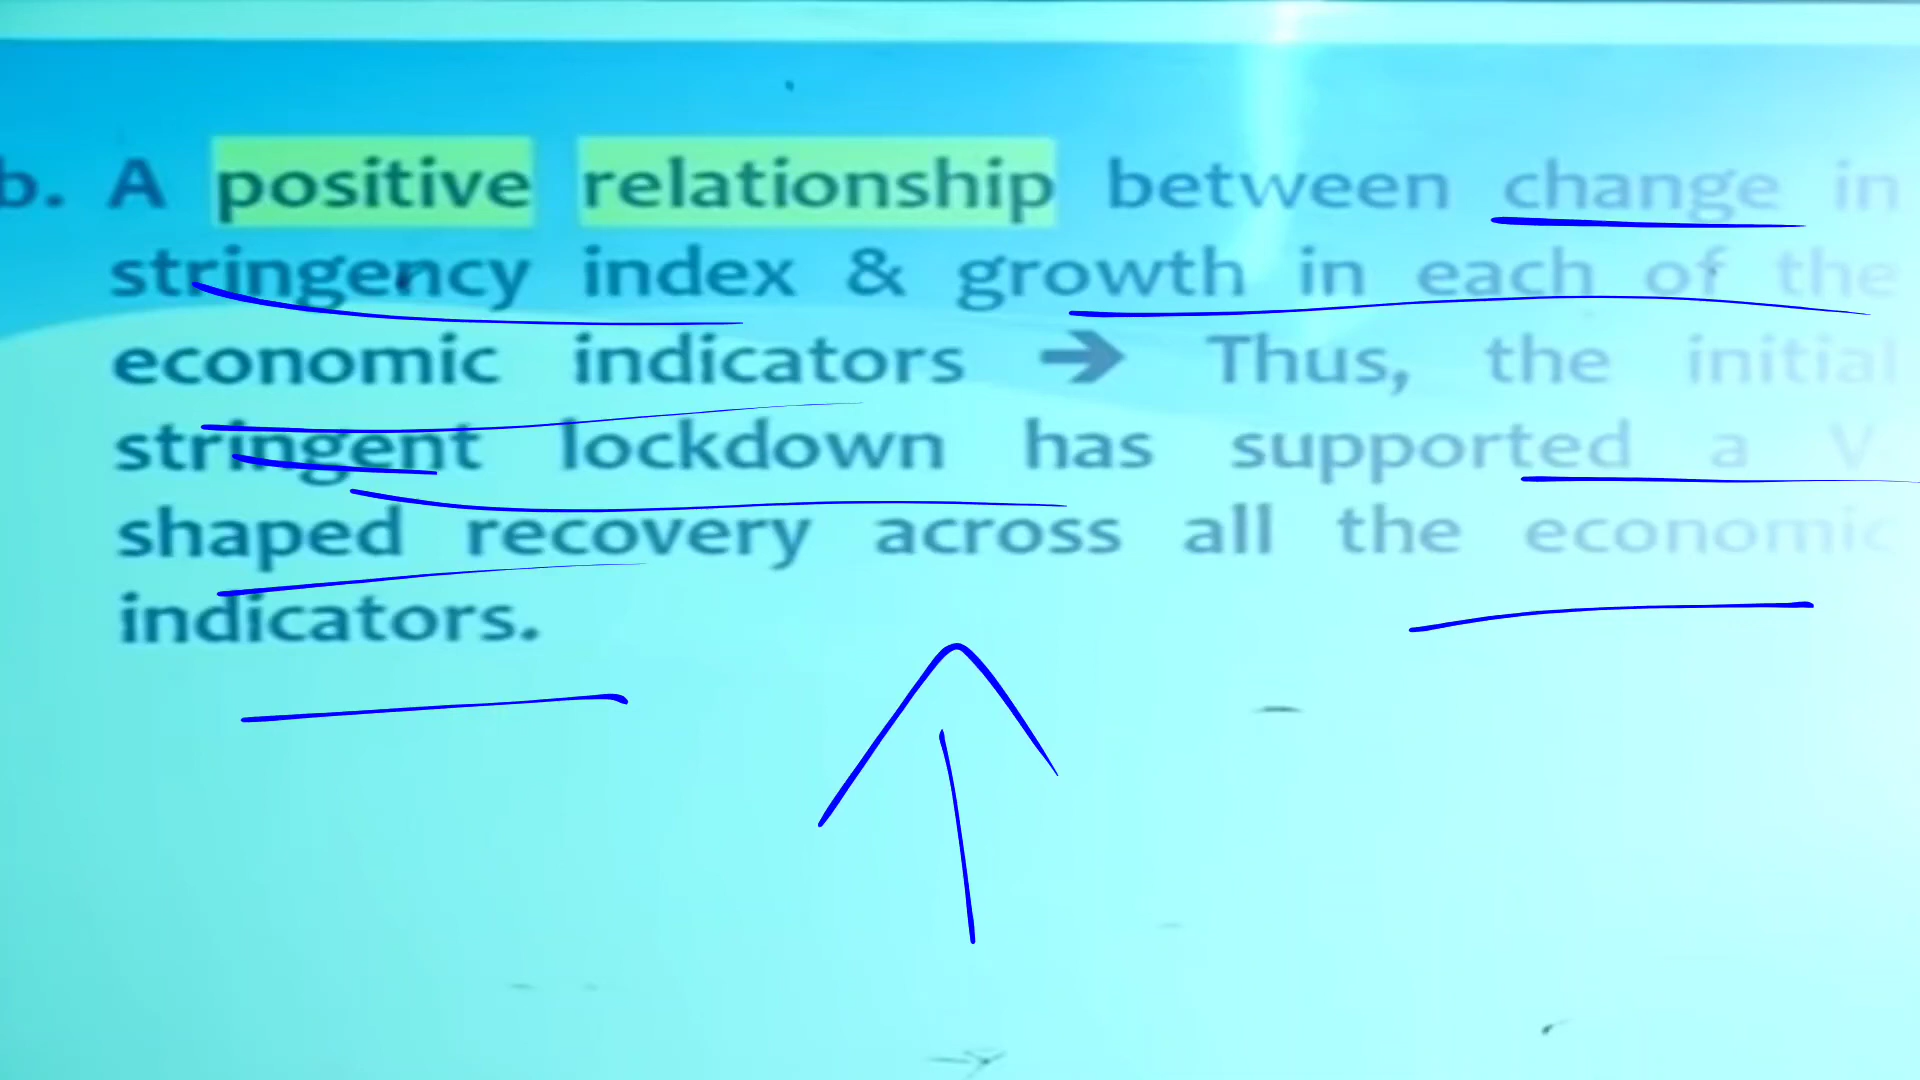 b. A positive relationship between change in
stringency index & growth in each of the
economic indicators → Thus, the initial
stringent lockdown has supported a V
shaped recovery across all the economic
indicators.